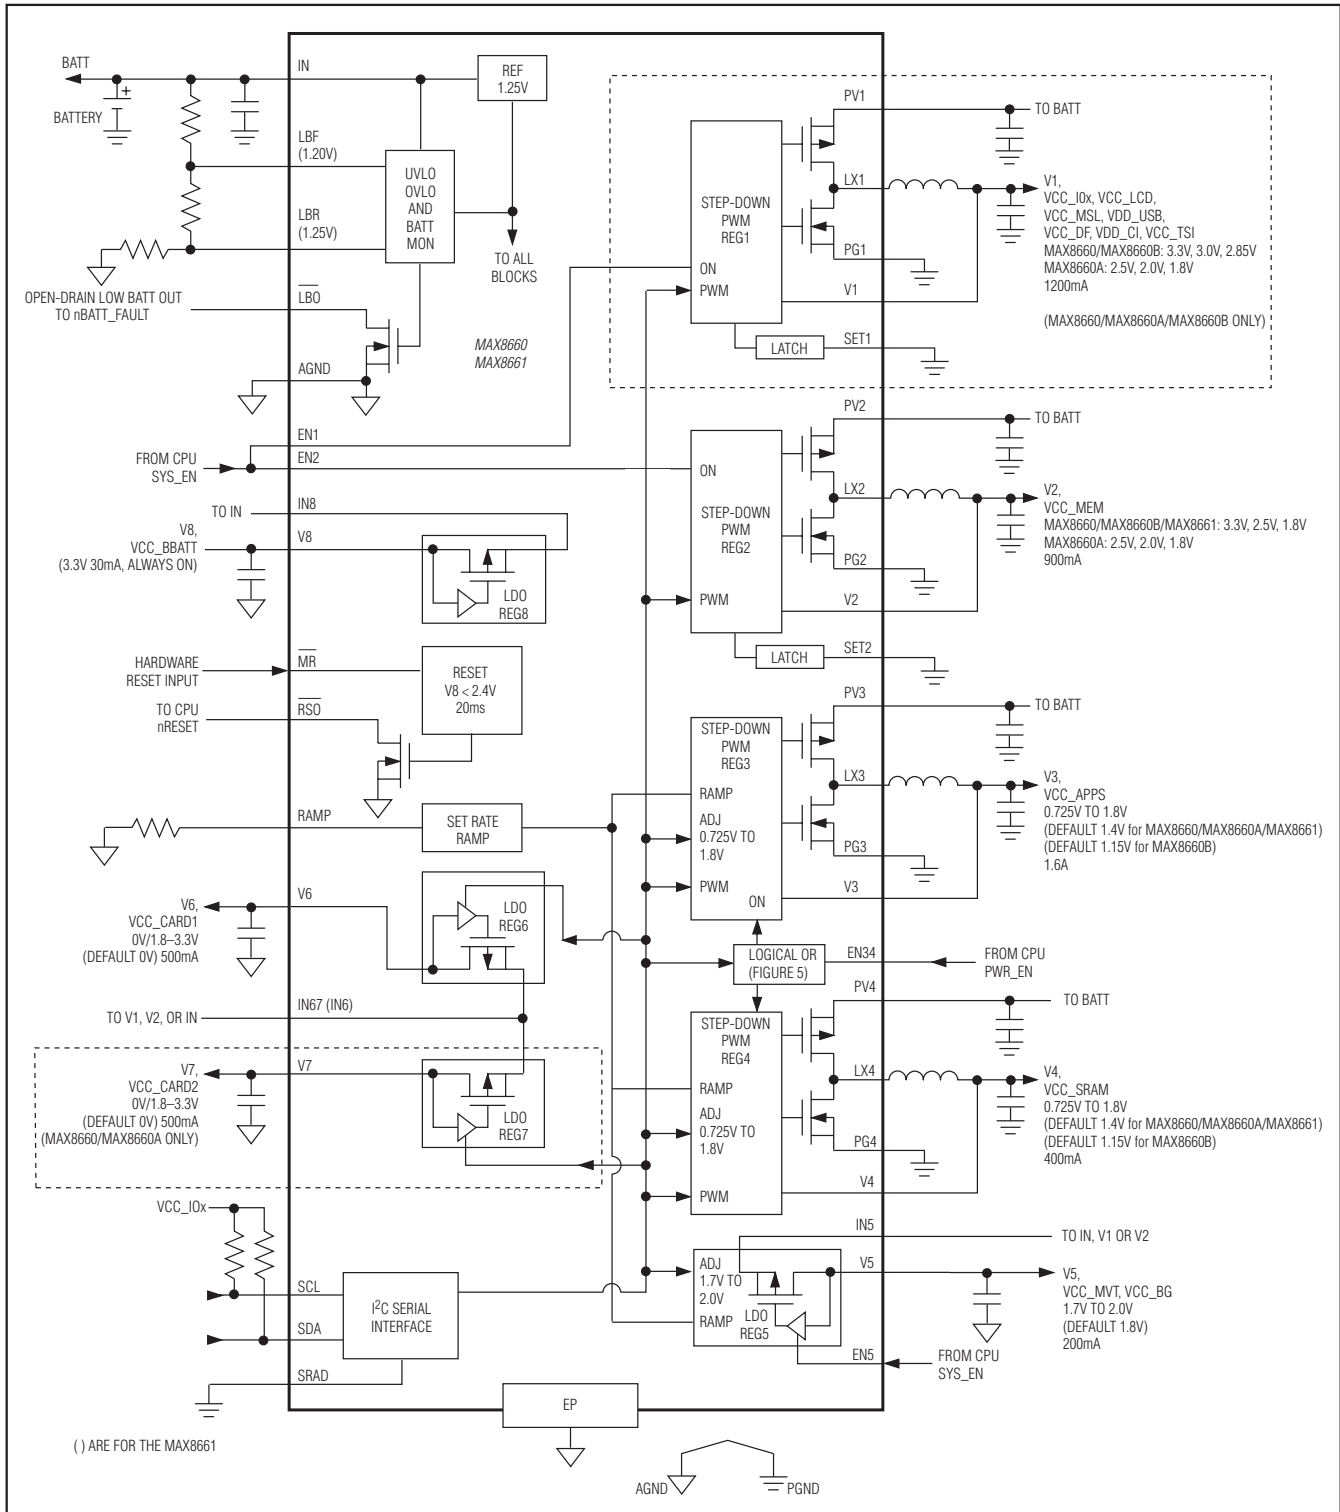 BATT
BATTERY
+
IN
REF
1.25V
LBF
(1.20V)
UVLO
OVLO
AND
BATT
MON
LBR
(1.25V)
TO ALL
BLOCKS
OPEN-DRAIN LOW BATT OUT
TO nBATT_FAULT
LBO
AGND
MAX8660
MAX8661
EN1
FROM CPU
SYS_EN
EN2
TO IN
IN8
V8,
VCC_BBATT
(3.3V 30mA, ALWAYS ON)
V8
LDO
REG8
HARDWARE
RESET INPUT
MR
RESET
V8 < 2.4V
20ms
TO CPU
nRESET
RSO
RAMP
SET RATE
RAMP
V6,
VCC_CARD1
0V/1.8–3.3V
(DEFAULT 0V) 500mA
V6
LDO
REG6
TO V1, V2, OR IN
IN67 (IN6)
V7,
VCC_CARD2
0V/1.8–3.3V
(DEFAULT 0V) 500mA
(MAX8660/MAX8660A ONLY)
V7
LDO
REG7
VCC_IOx
SCL
SDA
SRAD
I2C SERIAL
INTERFACE
EP
( ) ARE FOR THE MAX8661
AGND
PGND
PV1
TO BATT
STEP-DOWN
PWM
REG1
ON
PWM
LX1
PG1
V1
LATCH
SET1
V1,
VCC_I0x, VCC_LCD,
VCC_MSL, VDD_USB,
VCC_DF, VDD_CI, VCC_TSI
MAX8660/MAX8660B: 3.3V, 3.0V, 2.85V
MAX8660A: 2.5V, 2.0V, 1.8V
1200mA
(MAX8660/MAX8660A/MAX8660B ONLY)
PV2
TO BATT
ON
STEP-DOWN
PWM
REG2
PWM
LX2
PG2
V2
LATCH
SET2
V2,
VCC_MEM
MAX8660/MAX8660B/MAX8661: 3.3V, 2.5V, 1.8V
MAX8660A: 2.5V, 2.0V, 1.8V
900mA
PV3
TO BATT
STEP-DOWN
PWM
REG3
RAMP
ADJ
0.725V TO
1.8V
PWM
ON
LX3
PG3
V3
V3,
VCC_APPS
0.725V TO 1.8V
(DEFAULT 1.4V for MAX8660/MAX8660A/MAX8661)
(DEFAULT 1.15V for MAX8660B)
1.6A
LOGICAL OR
(FIGURE 5)
EN34
FROM CPU
PWR_EN
PV4
TO BATT
STEP-DOWN
PWM
REG4
RAMP
ADJ
0.725V TO
1.8V
PWM
LX4
PG4
V4
V4,
VCC_SRAM
0.725V TO 1.8V
(DEFAULT 1.4V for MAX8660/MAX8660A/MAX8661)
(DEFAULT 1.15V for MAX8660B)
400mA
IN5
TO IN, V1 OR V2
ADJ
1.7V TO
2.0V
RAMP
LDO
REG5
V5
V5,
VCC_MVT, VCC_BG
1.7V TO 2.0V
(DEFAULT 1.8V)
200mA
EN5
FROM CPU
SYS_EN